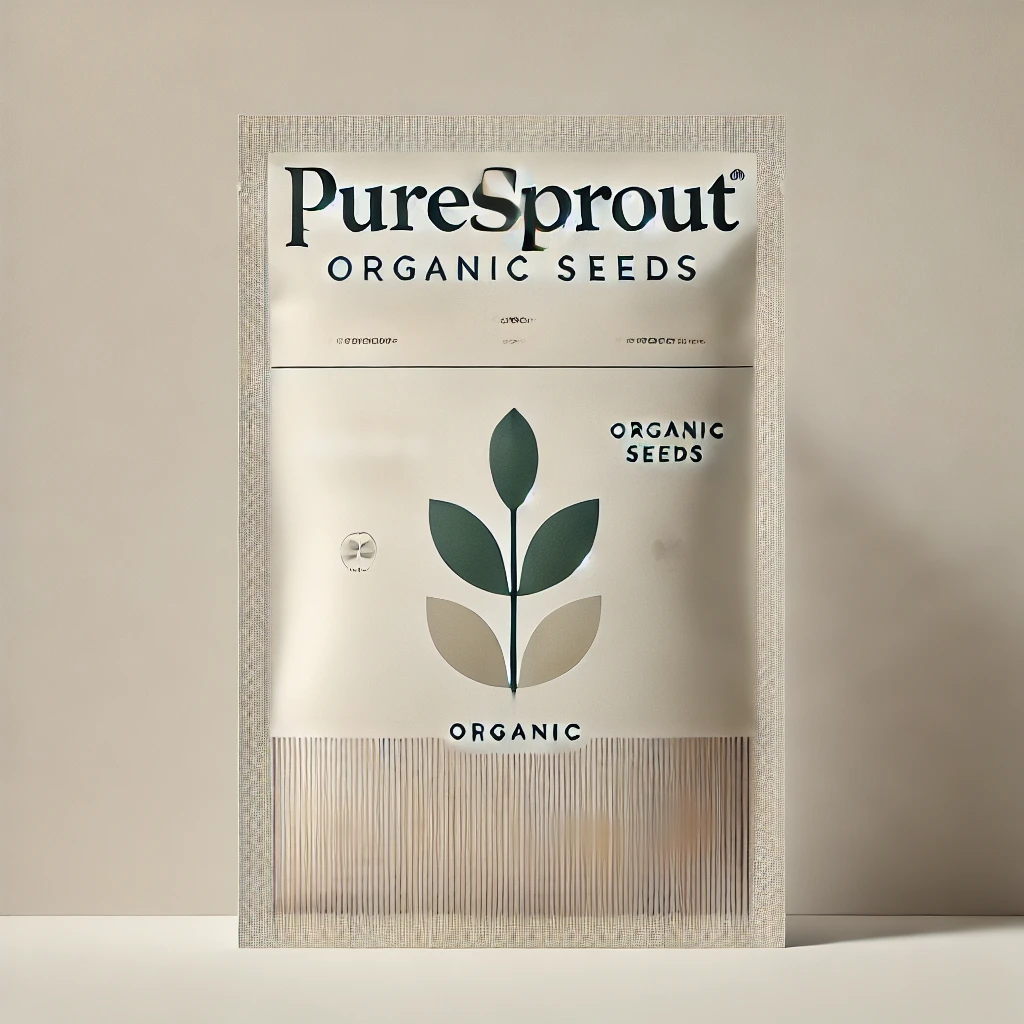 PureSprout
ORGANIC SEEDS
ORGANIC
SEEDS
ORGANIC